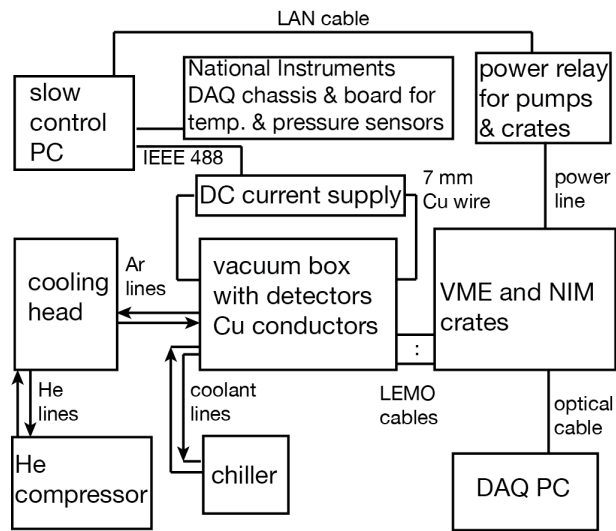 LAN cable
slow
control
PC
National Instruments
DAQ chassis & board for
temp. & pressure sensors
power relay
for pumps
& crates
IEEE 488
DC current supply
7 mm
Cu wire
power
line
cooling
head
Ar
lines
vacuum box
with detectors
Cu conductors
VME and NIM
crates
:
He
lines
coolant
lines
LEMO
cables
optical
cable
He
compressor
chiller
DAQ PC